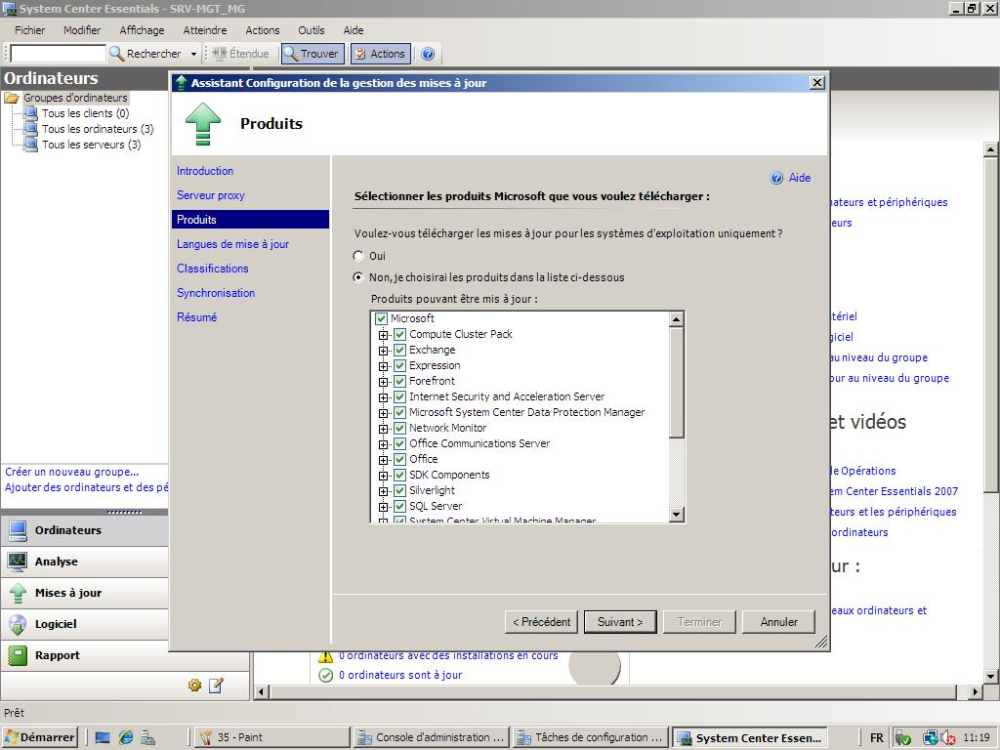 System Center Essentials - SRV-MGT_MG
Fichier Modifier Affichage Atteindre Actions Outils Aide
Rechercher Étendue Trouver Actions
Ordinateurs
Groupes d'ordinateurs
Tous les clients (0)
Tous les ordinateurs (3)
Tous les serveurs (3)
Créer un nouveau groupe...
Ajouter des ordinateurs et des pé
Ordinateurs
Analyse
Mises à jour
Logiciel
Rapport
Assistant Configuration de la gestion des mises à jour
Produits
Introduction
Serveur proxy
Produits
Langues de mise à jour
Classifications
Synchronisation
Résumé
Aide
Sélectionner les produits Microsoft que vous voulez télécharger :
Voulez-vous télécharger les mises à jour pour les systèmes d'exploitation uniquement ?
Oui
Non, je choisirai les produits dans la liste ci-dessous
Produits pouvant être mis à jour :
Microsoft
Compute Cluster Pack
Exchange
Expression
Forefront
Internet Security and Acceleration Server
Microsoft System Center Data Protection Manager
Network Monitor
Office Communications Server
Office
SDK Components
Silverlight
SQL Server
System Center Virtual Machine Manager
< Précédent Suivant > Terminer Annuler
ateurs et périphériques
eurs
tériel
giciel
au niveau du groupe
our au niveau du groupe
et vidéos
le Opérations
em Center Essentials 2007
teurs et les périphériques
ordinateurs
ur :
eaux ordinateurs et
0 ordinateurs avec des installations en cours
0 ordinateurs sont à jour
Prêt
Démarrer 35 - Paint Console d'administration ... Tâches de configuration ... System Center Essen... FR 11:19